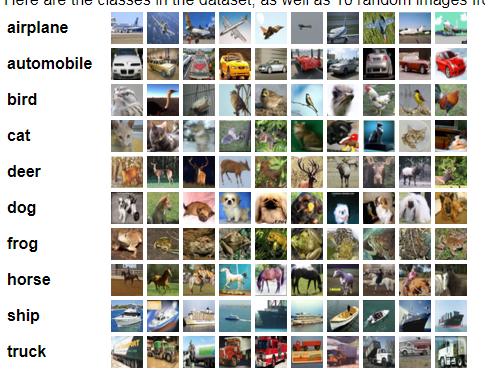 Here are the classes in the dataset, as well as 10 random images
airplane
automobile
bird
cat
deer
dog
frog
horse
ship
truck